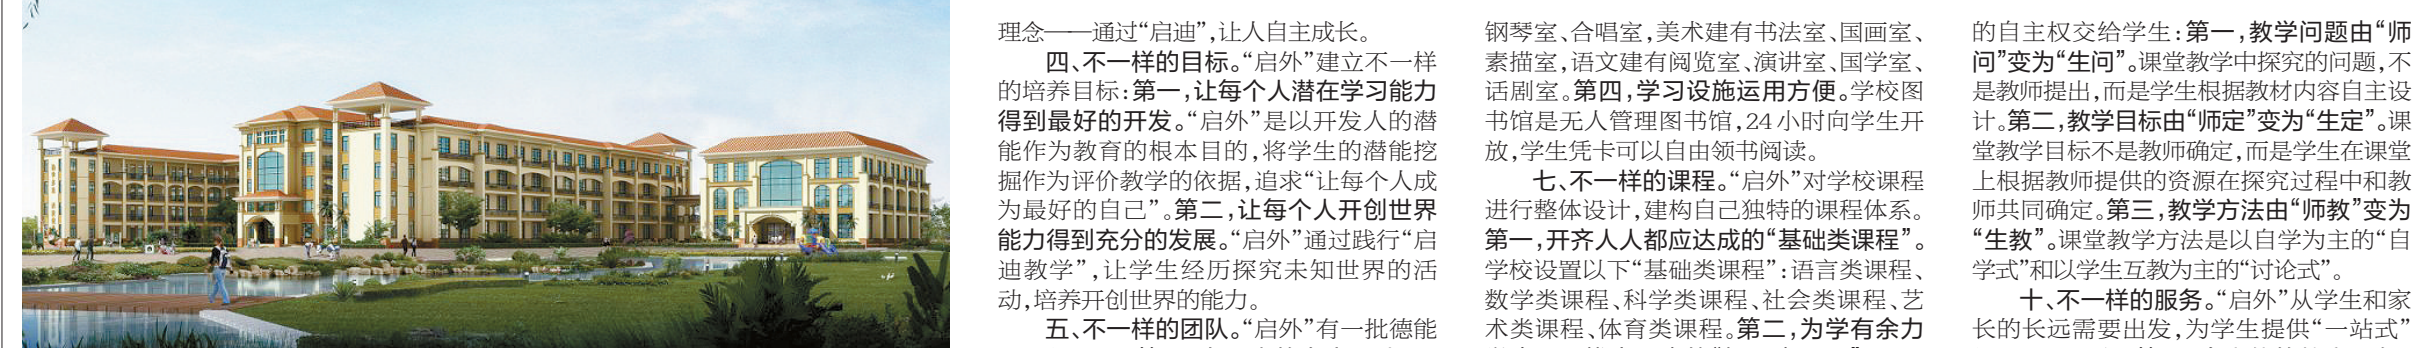 理念——通过“启迪”,让人自主成长。
四、不一样的目标。“启外”建立不一样
的培养目标:第一,让每个人潜在学习能力
得到最好的开发。“启外”是以开发人的潜
能作为教育的根本目的,将学生的潜能挖
掘作为评价教学的依据,追求“让每个人成
为最好的自己”。第二,让每个人开创世界
能力得到充分的发展。“启外”通过践行“启
迪教学”,让学生经历探究未知世界的活
动,培养开创世界的能力。
五、不一样的团队。“启外”有一批德能
钢琴室、合唱室,美术建有书法室、国画室、
素描室,语文建有阅览室、演讲室、国学室、
话剧室。第四,学习设施运用方便。学校图
书馆是无人管理图书馆,24小时向学生开
放,学生凭卡可以自由领书阅读。
七、不一样的课程。“启外”对学校课程
进行整体设计,建构自己独特的课程体系。
第一,开齐人人都应达成的“基础类课程”。
学校设置以下“基础类课程”:语言类课程、
数学类课程、科学类课程、社会类课程、艺
术类课程、体育类课程。第二,为学有余力
的自主权交给学生:第一,教学问题由“师
问”变为“生问”。课堂教学中探究的问题,不
是教师提出,而是学生根据教材内容自主设
计。第二,教学目标由“师定”变为“生定”。课
堂教学目标不是教师确定,而是学生在课堂
上根据教师提供的资源在探究过程中和教
师共同确定。第三,教学方法由“师教”变为
“生教”。课堂教学方法是以自学为主的“自
学式”和以学生互教为主的“讨论式”。
十、不一样的服务。“启外”从学生和家
长的长远需要出发,为学生提供“一站式”